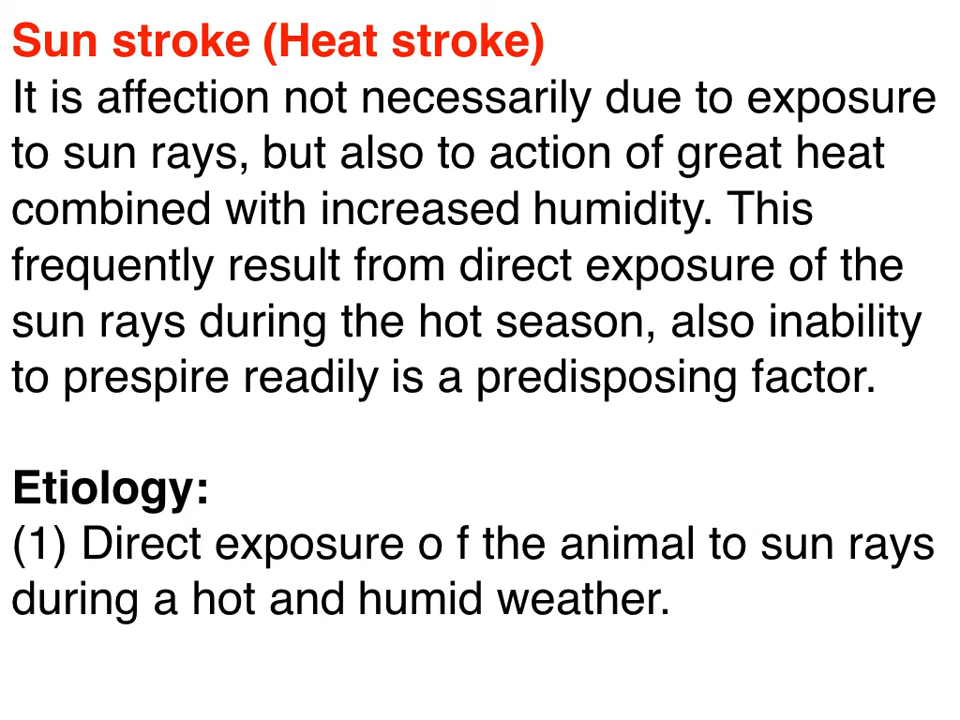 Sun stroke (Heat stroke)
It is affection not necessarily due to exposure
to sun rays, but also to action of great heat
combined with increased humidity. This
frequently result from direct exposure of the
sun rays during the hot season, also inability
to prespire readily is a predisposing factor.
Etiology:
(1) Direct exposure o f the animal to sun rays
during a hot and humid weather.